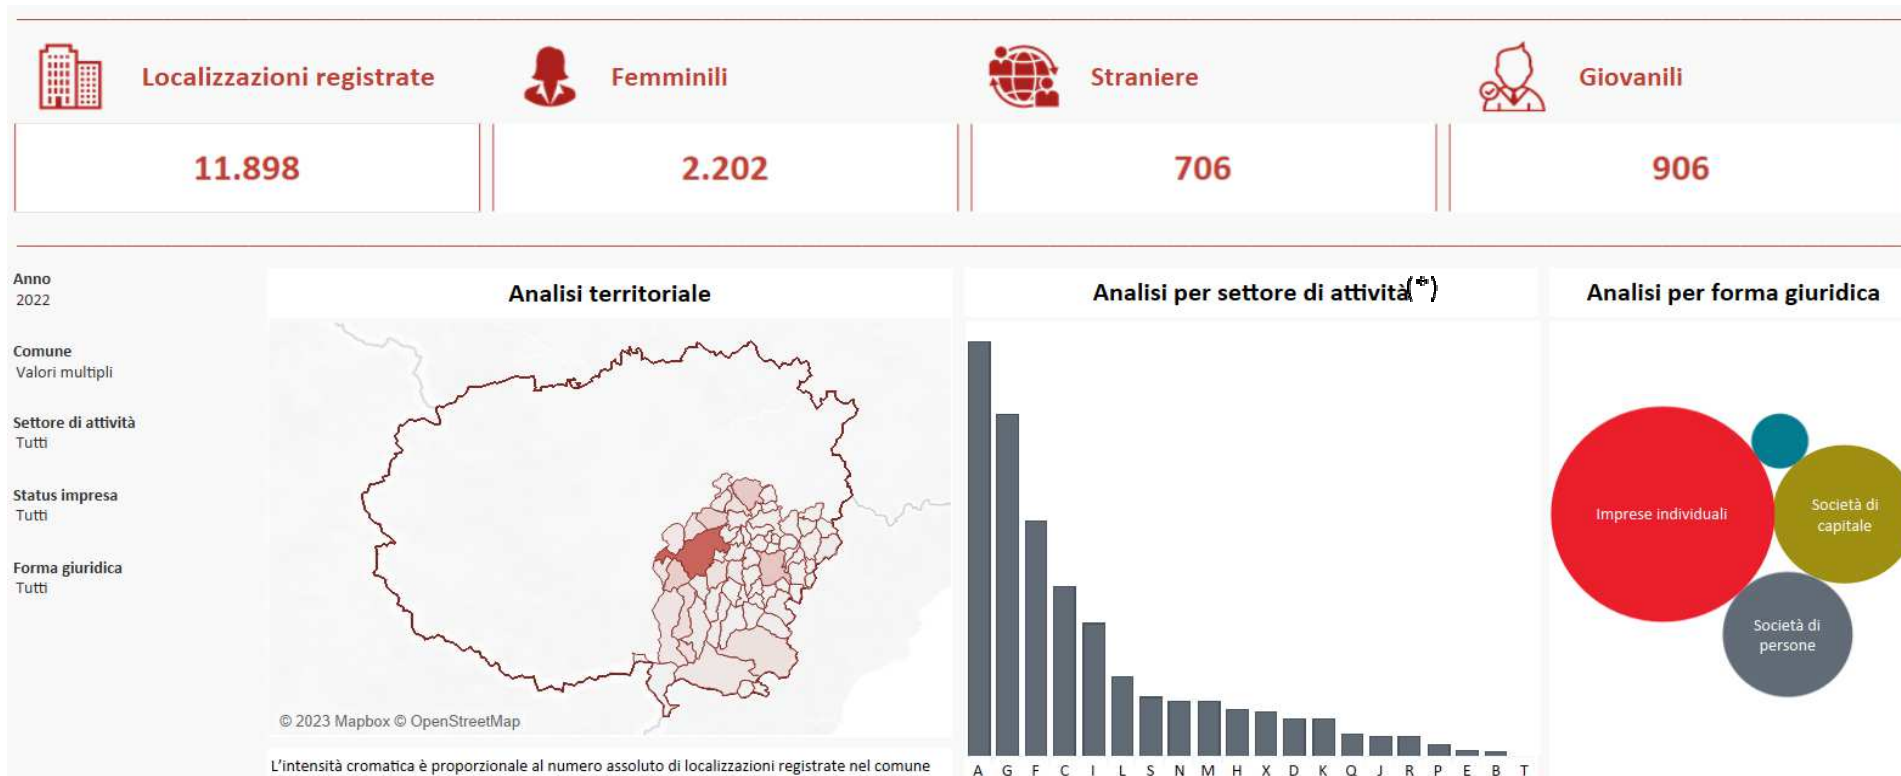 Localizzazioni registrate
Femminili
Straniere
Giovanili
11.898
2.202
706
906
Anno
2022
Comune
Valori multipli
Settore di attività
Tutti
Status impresa
Tutti
Forma giuridica
Tutti
Analisi territoriale
© 2023 Mapbox © OpenStreetMap
L'intensità cromatica è proporzionale al numero assoluto di localizzazioni registrate nel comune
Analisi per settore di attività(*)
A G F C I L S N M H X D K Q J R P E B T
Analisi per forma giuridica
Imprese individuali
Società di
capitale
Società di
persone